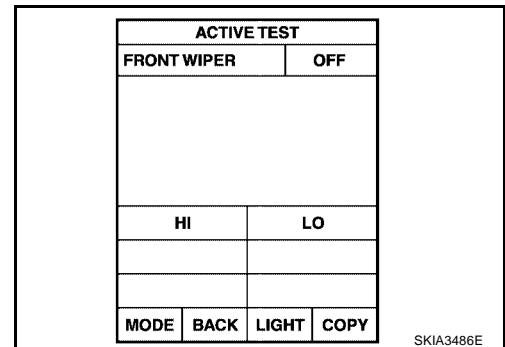 ACTIVE TEST
FRONT WIPER OFF
HI LO
MODE BACK LIGHT COPY
SKIA3486E